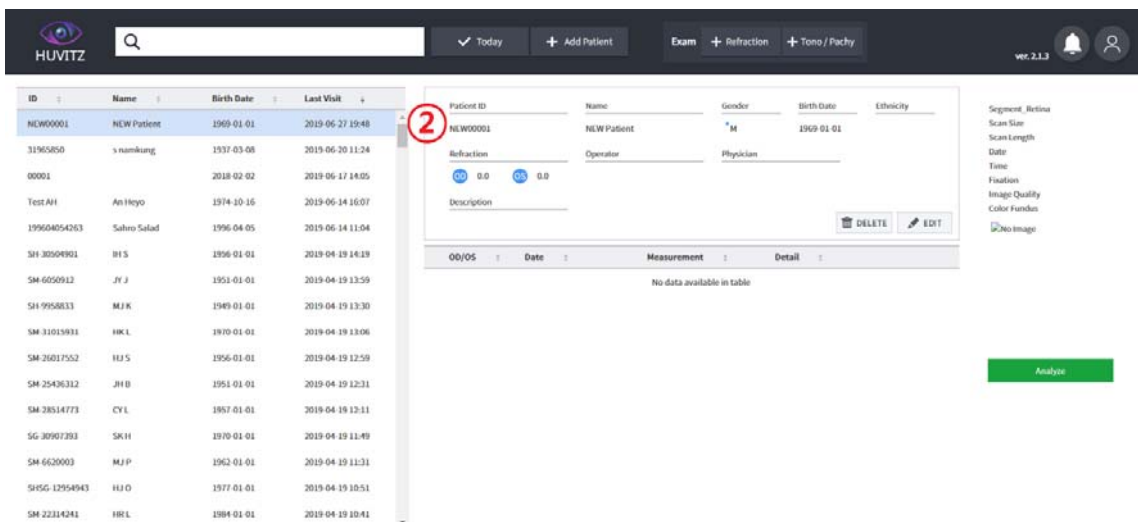 HUVITZ
Today
Add Patient
Exam
Refraction
Tono / Pachy
ver. 2.1.3
ID Name Birth Date Last Visit
NEW00001 NEW Patient 1969-01-01 2019-06-27 19:48
31965850 s namkung 1937-03-08 2019-06-20 11:24
00001 2018-02-02 2019-06-17 14:05
Test AH An Heyo 1974-10-16 2019-06-14 16:07
199604054263 Sahro Salad 1996-04-05 2019-06-14 11:04
SH-30504901 IH S 1956-01-01 2019-04-19 14:19
SM-6050912 JY J 1951-01-01 2019-04-19 13:59
SH-9958833 MJ K 1949-01-01 2019-04-19 13:30
SM-31015931 HK L 1970-01-01 2019-04-19 13:06
SM-26017552 HJ S 1956-01-01 2019-04-19 12:59
SM-25436312 JH B 1951-01-01 2019-04-19 12:31
SM-28514773 CY L 1957-01-01 2019-04-19 12:11
SG-30907393 SK H 1970-01-01 2019-04-19 11:49
SM-6620003 MJ P 1962-01-01 2019-04-19 11:31
SHSG-12954943 HJ O 1977-01-01 2019-04-19 10:51
SM-22314241 HR L 1984-01-01 2019-04-19 10:41
2
Patient ID Name Gender Birth Date Ethnicity
NEW00001 NEW Patient M 1969-01-01
Refraction Operator Physician
OD 0.0 OS 0.0
Description
DELETE EDIT
OD/OS Date Measurement Detail
No data available in table
Segment_Retina
Scan Size
Scan Length
Date
Time
Fixation
Image Quality
Color Fundus
No Image
Analyze